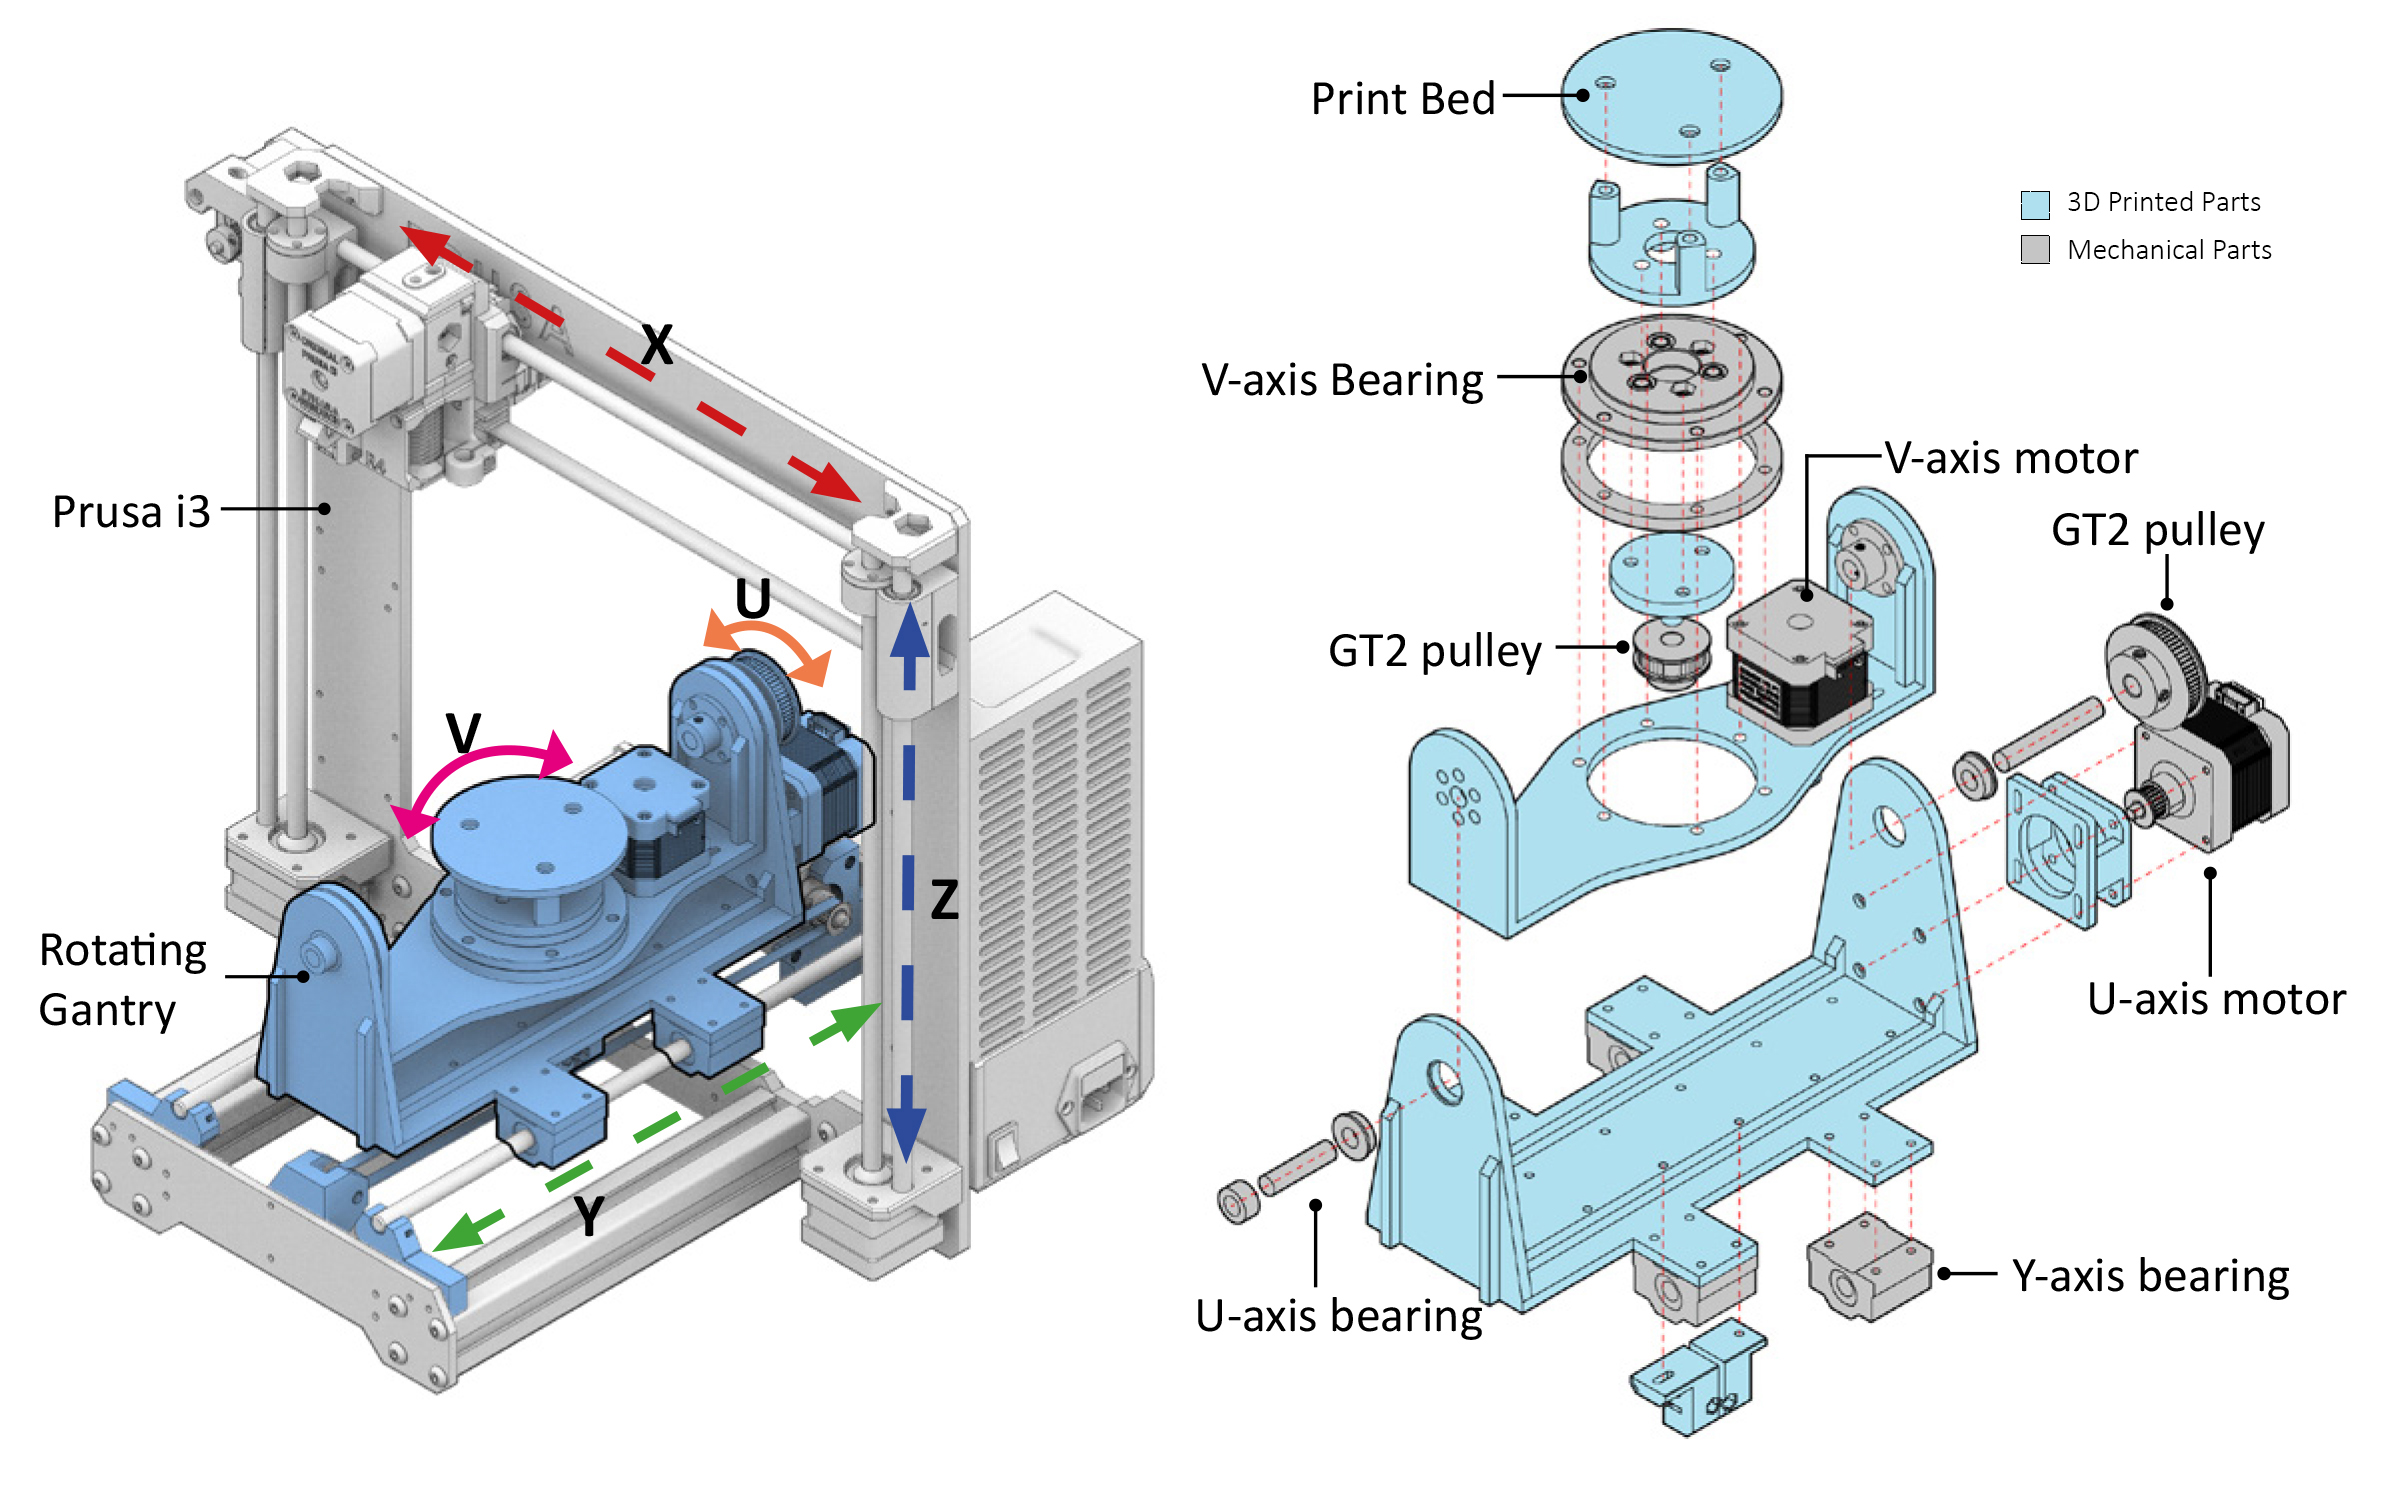 X
Prusa i3
U
V
Z
Rotating
Gantry
Y
Print Bed
3D Printed Parts
Mechanical Parts
V-axis Bearing
V-axis motor
GT2 pulley
GT2 pulley
U-axis motor
U-axis bearing
Y-axis bearing